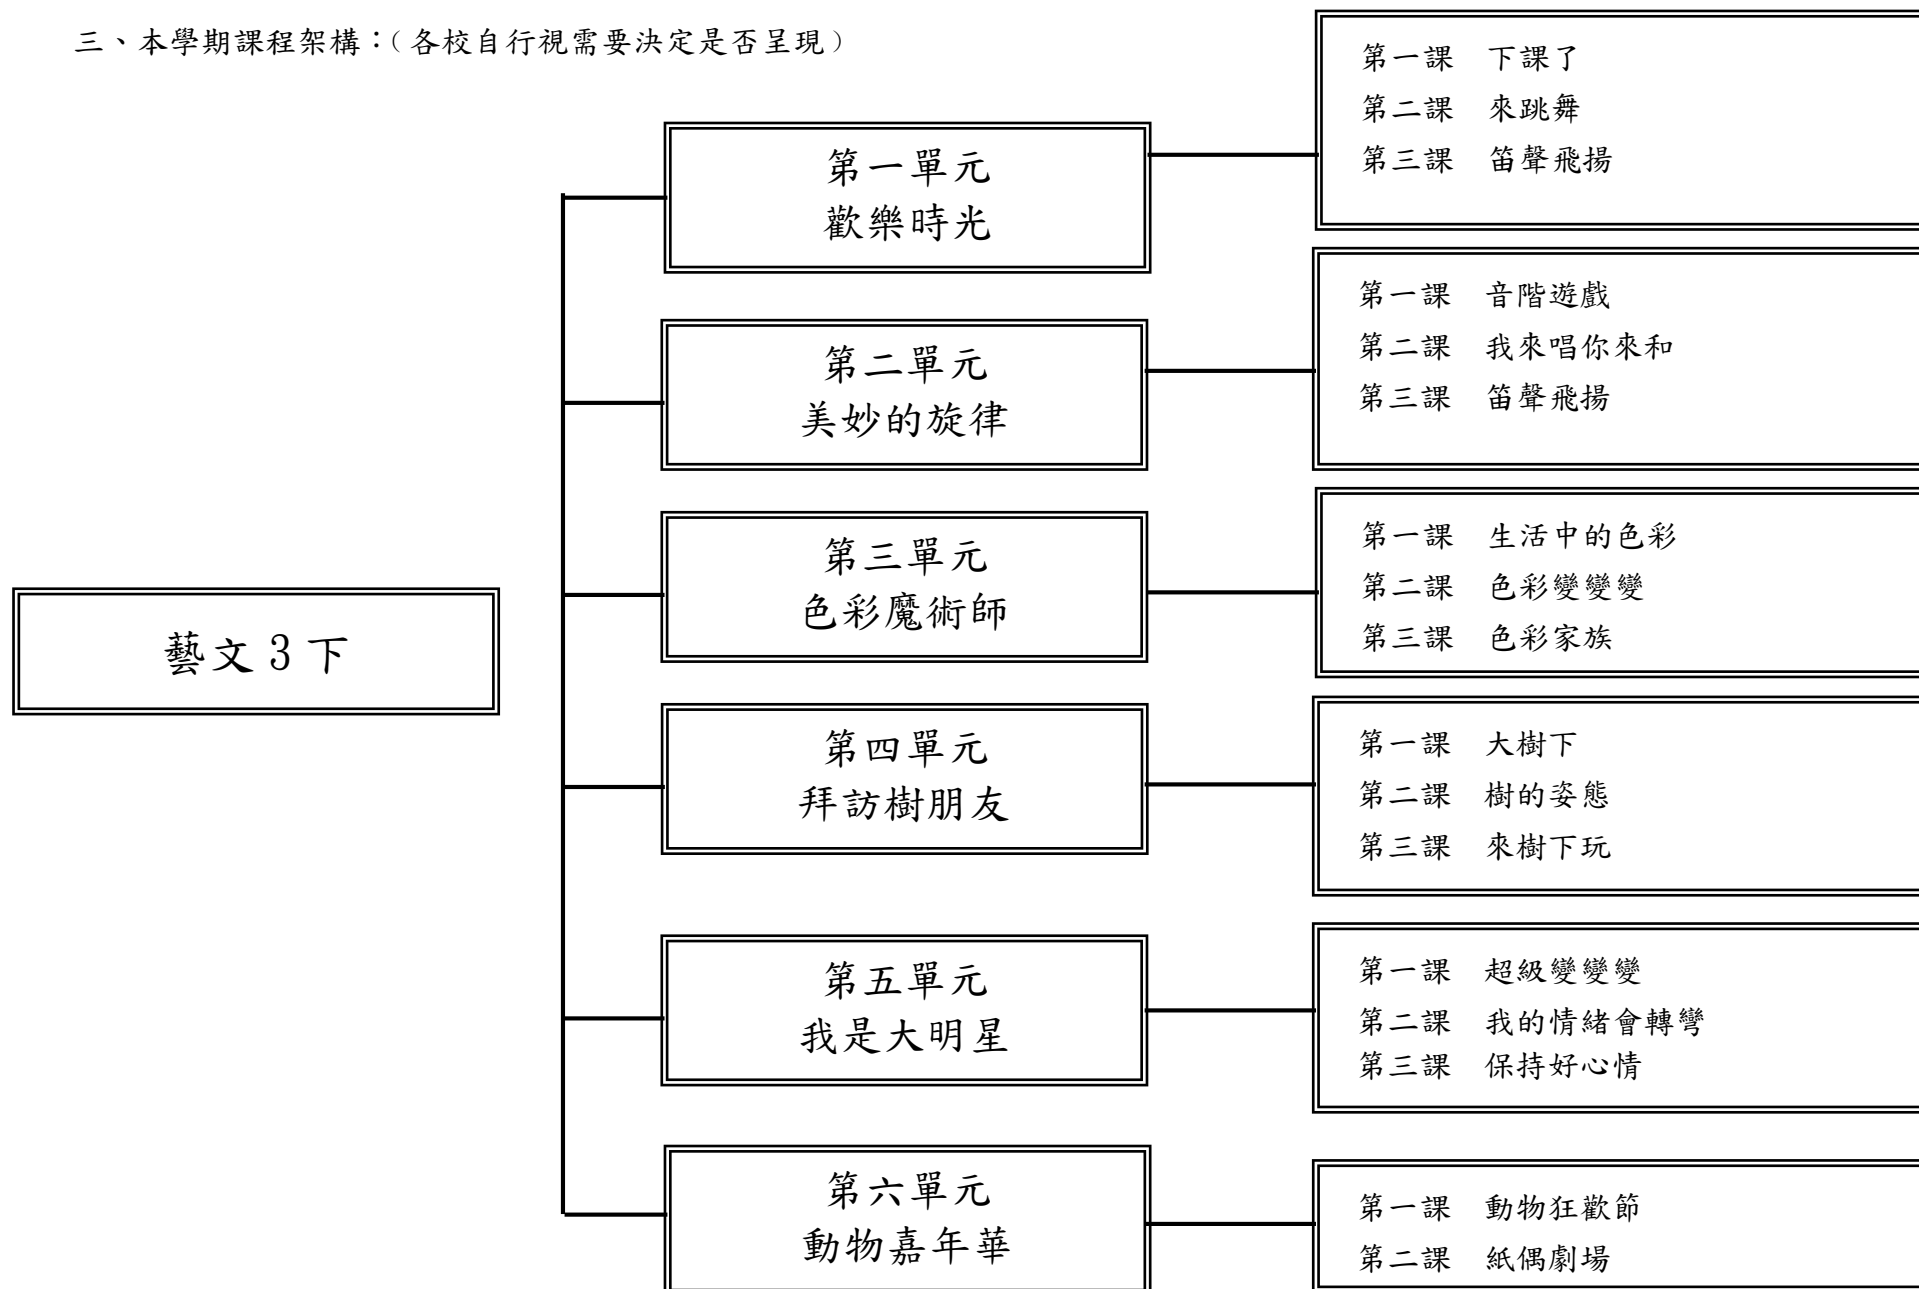 三、本學期課程架構：（各校自行視需要決定是否呈現）
藝文3下
第一單元
歡樂時光
第一課　下課了
第二課　來跳舞
第三課　笛聲飛揚
第二單元
美妙的旋律
第一課　音階遊戲
第二課　我來唱你來和
第三課　笛聲飛揚
第三單元
色彩魔術師
第一課　生活中的色彩
第二課　色彩變變變
第三課　色彩家族
第四單元
拜訪樹朋友
第一課　大樹下
第二課　樹的姿態
第三課　來樹下玩
第五單元
我是大明星
第一課　超級變變變
第二課　我的情緒會轉彎
第三課　保持好心情
第六單元
動物嘉年華
第一課　動物狂歡節
第二課　紙偶劇場